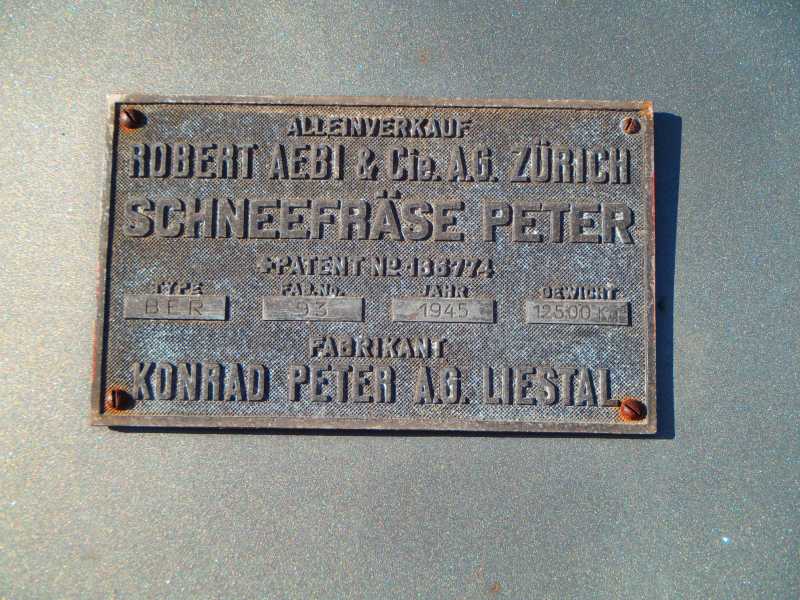 ALLEINVERKAUF
ROBERT AEBI & Cie. A.G. ZÜRICH
SCHNEEFRÄSE PETER
+PATENT No. 186774
TYPE FAB.No. JAHR GEWICHT
BER 93 1945 12500 Kg
FABRIKANT
KONRAD PETER A.G. LIESTAL